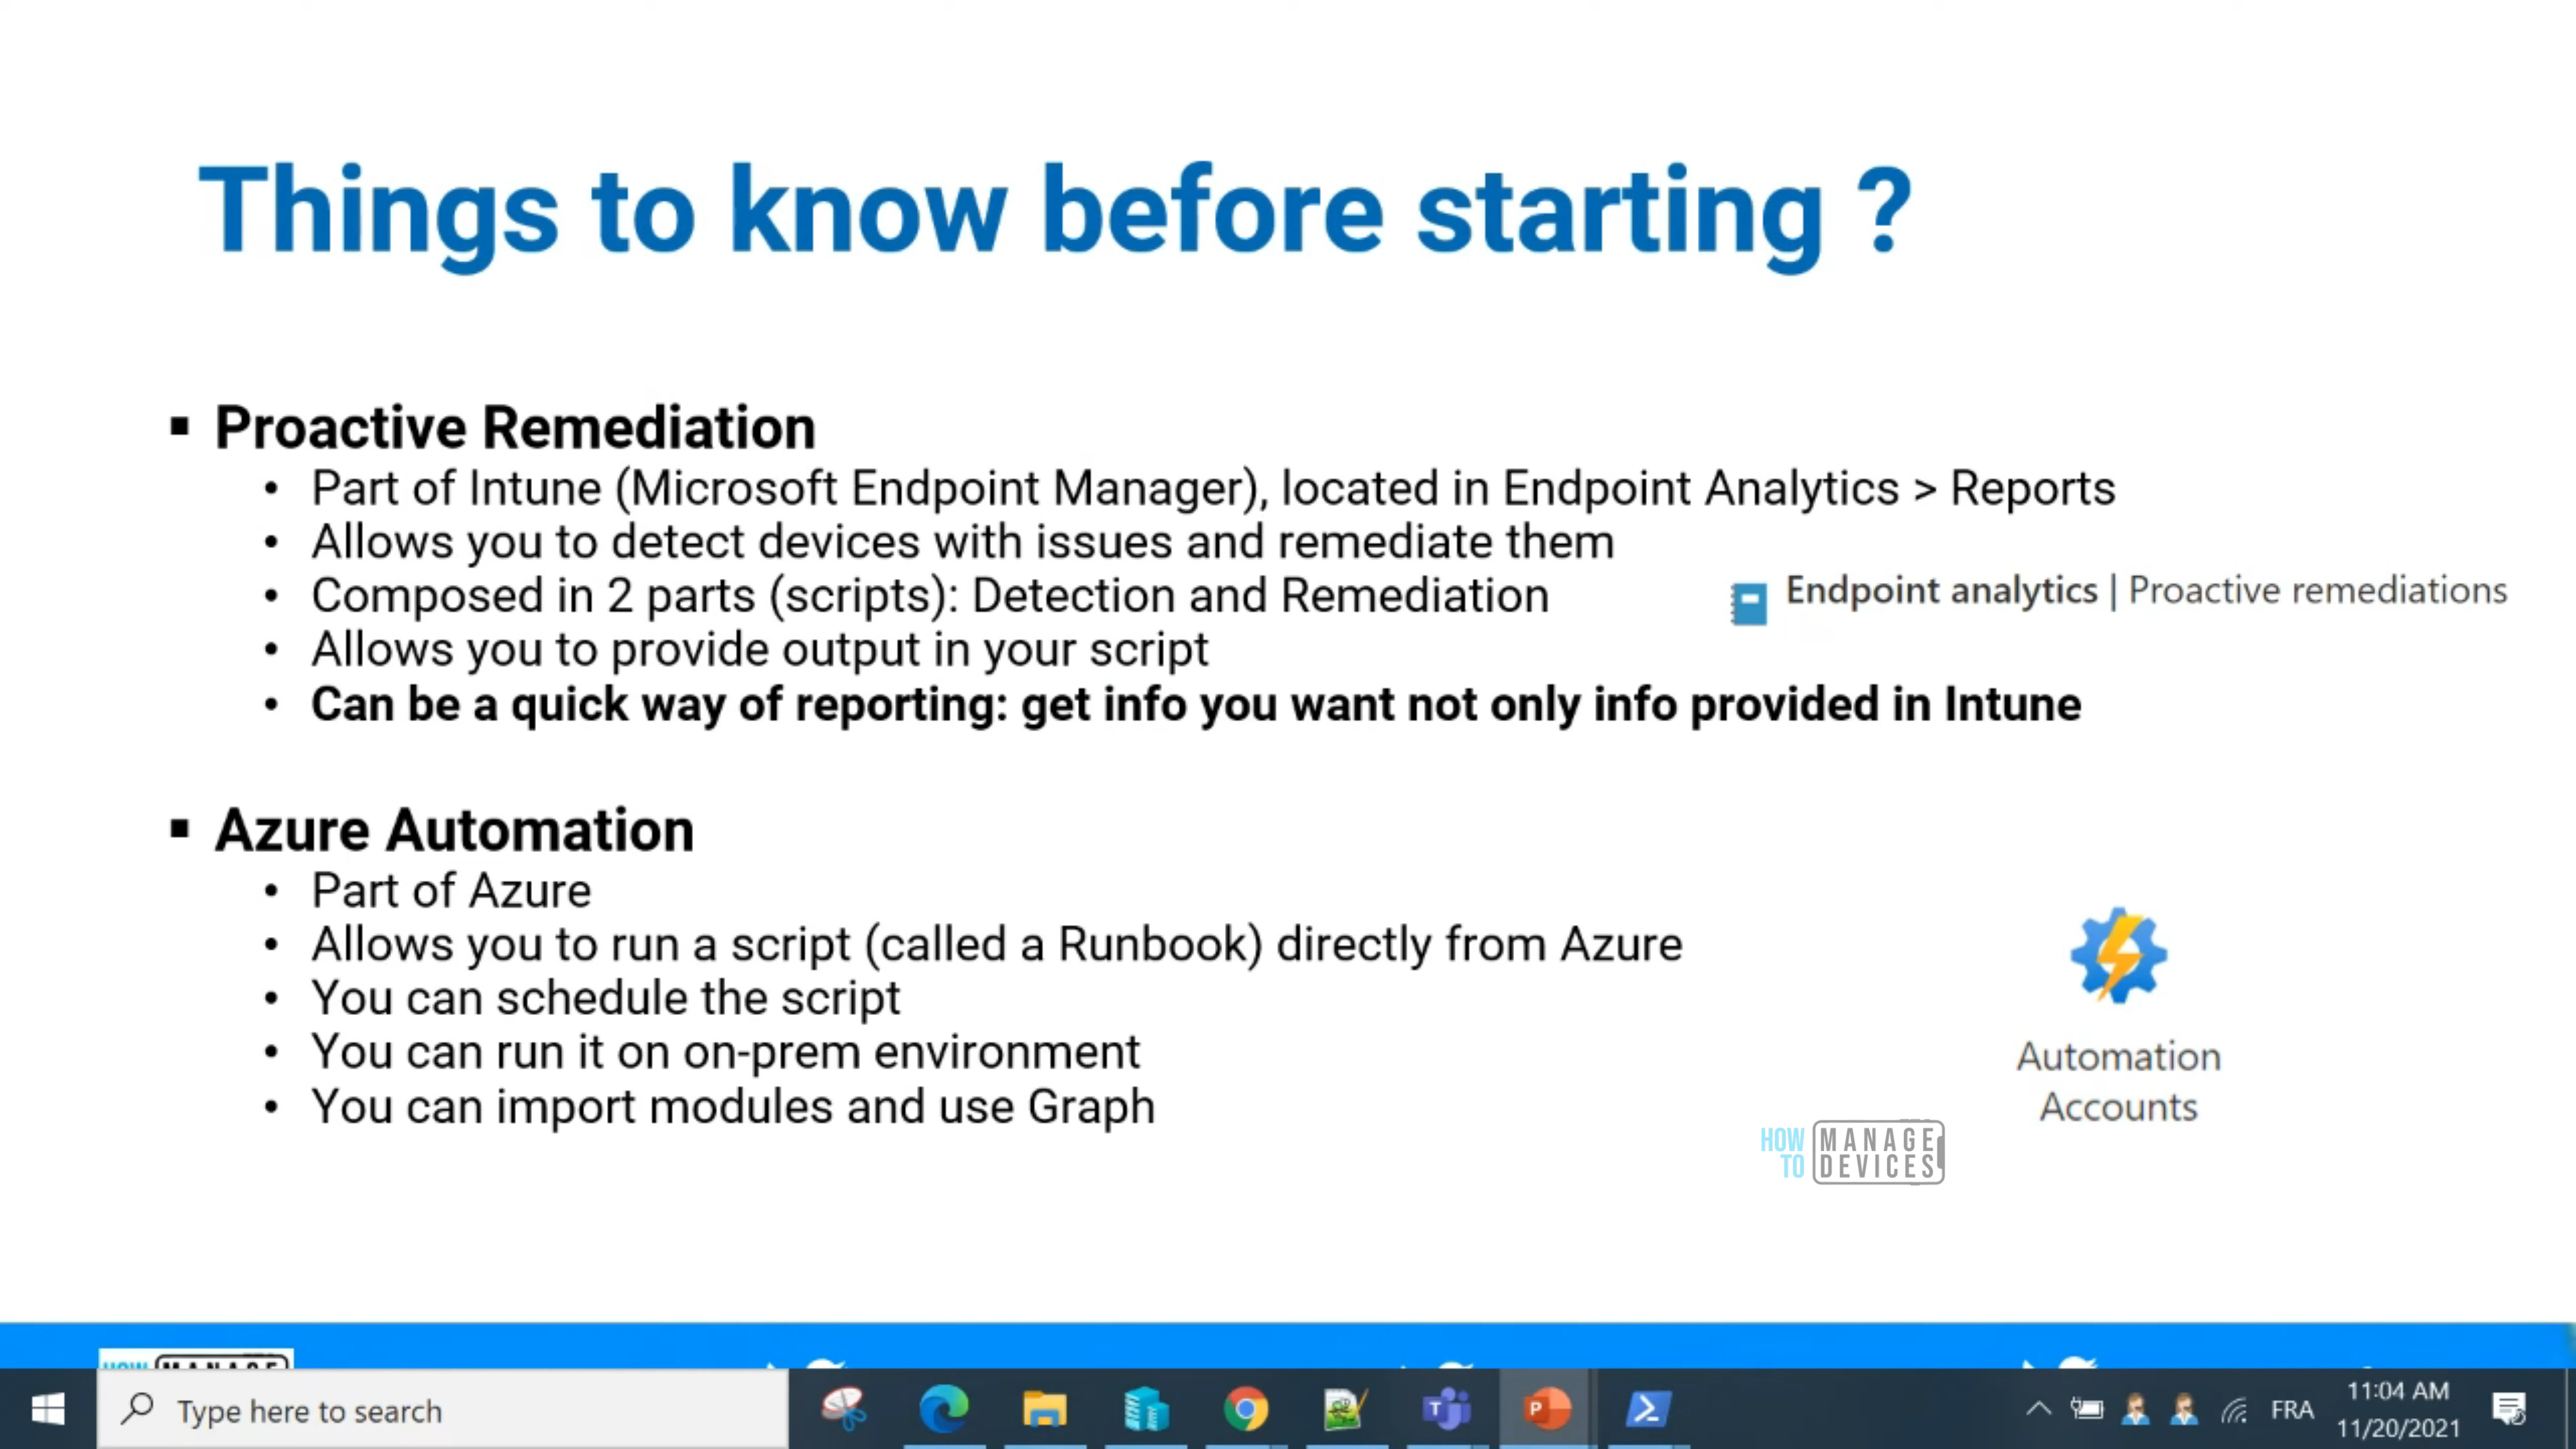 Things to know before starting ?
▪ Proactive Remediation
• Part of Intune (Microsoft Endpoint Manager), located in Endpoint Analytics > Reports
• Allows you to detect devices with issues and remediate them
• Composed in 2 parts (scripts): Detection and Remediation
Endpoint analytics | Proactive remediations
• Allows you to provide output in your script
• Can be a quick way of reporting: get info you want not only info provided in Intune
▪ Azure Automation
• Part of Azure
• Allows you to run a script (called a Runbook) directly from Azure
• You can schedule the script
• You can run it on on-prem environment
• You can import modules and use Graph
Automation
Accounts
HOW MANAGE
TO DEVICES
HOW MANAGE
Type here to search
FRA
11:04 AM
11/20/2021